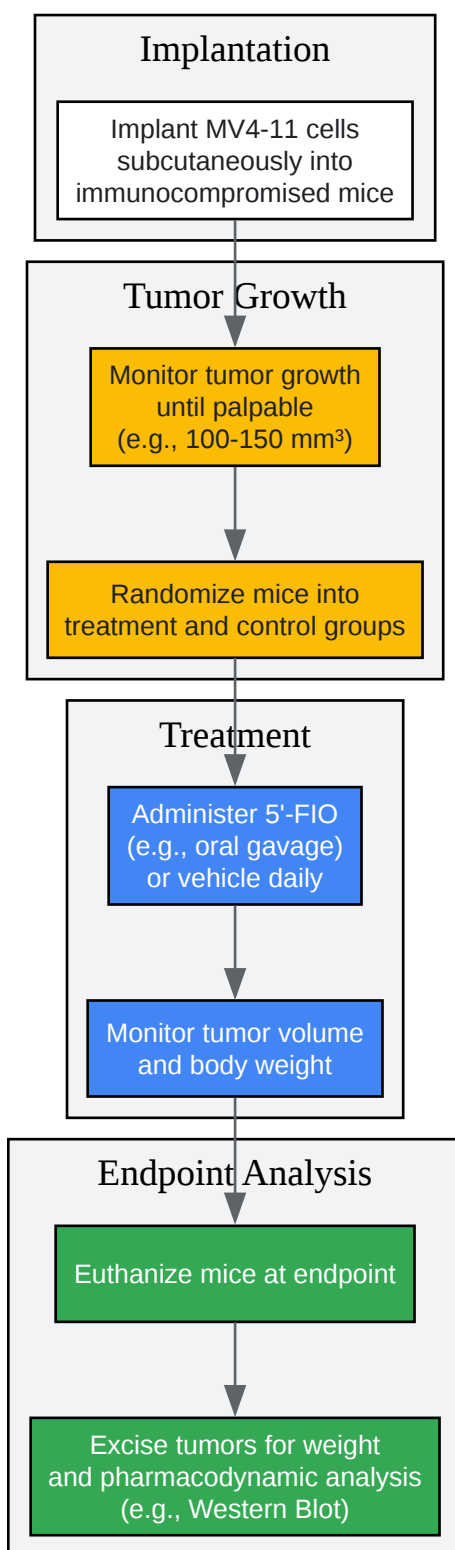 Implantation
Implant MV4-11 cells
subcutaneously into
immunocompromised mice
Tumor Growth
Monitor tumor growth
until palpable
(e.g., 100-150 mm³)
Randomize mice into
treatment and control groups
Treatment
Administer 5'-FIO
(e.g., oral gavage)
or vehicle daily
Monitor tumor volume
and body weight
Endpoint Analysis
Euthanize mice at endpoint
Excise tumors for weight
and pharmacodynamic analysis
(e.g., Western Blot)